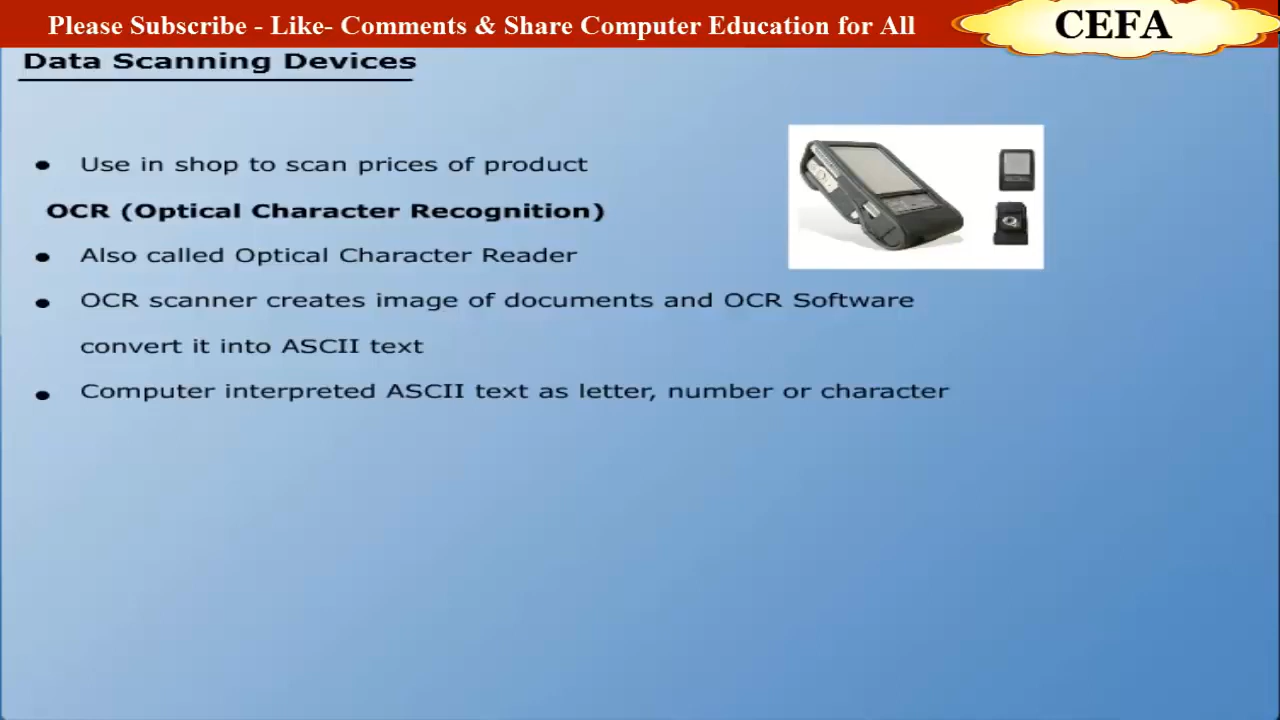 Please Subscribe - Like- Comments & Share Computer Education for All
CEFA
Data Scanning Devices
• Use in shop to scan prices of product
OCR (Optical Character Recognition)
• Also called Optical Character Reader
• OCR scanner creates image of documents and OCR Software
convert it into ASCII text
• Computer interpreted ASCII text as letter, number or character